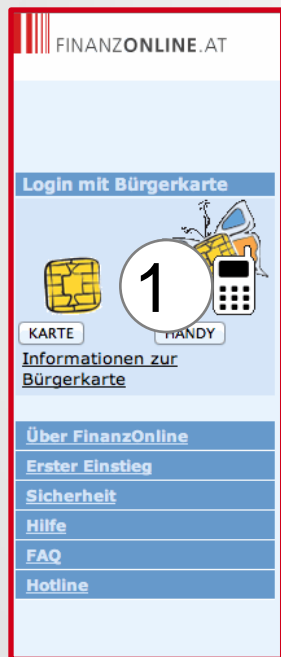 FINANZONLINE.AT
Login mit Bürgerkarte
1
KARTE
HANDY
Informationen zur
Bürgerkarte
Über FinanzOnline
Erster Einstieg
Sicherheit
Hilfe
FAQ
Hotline